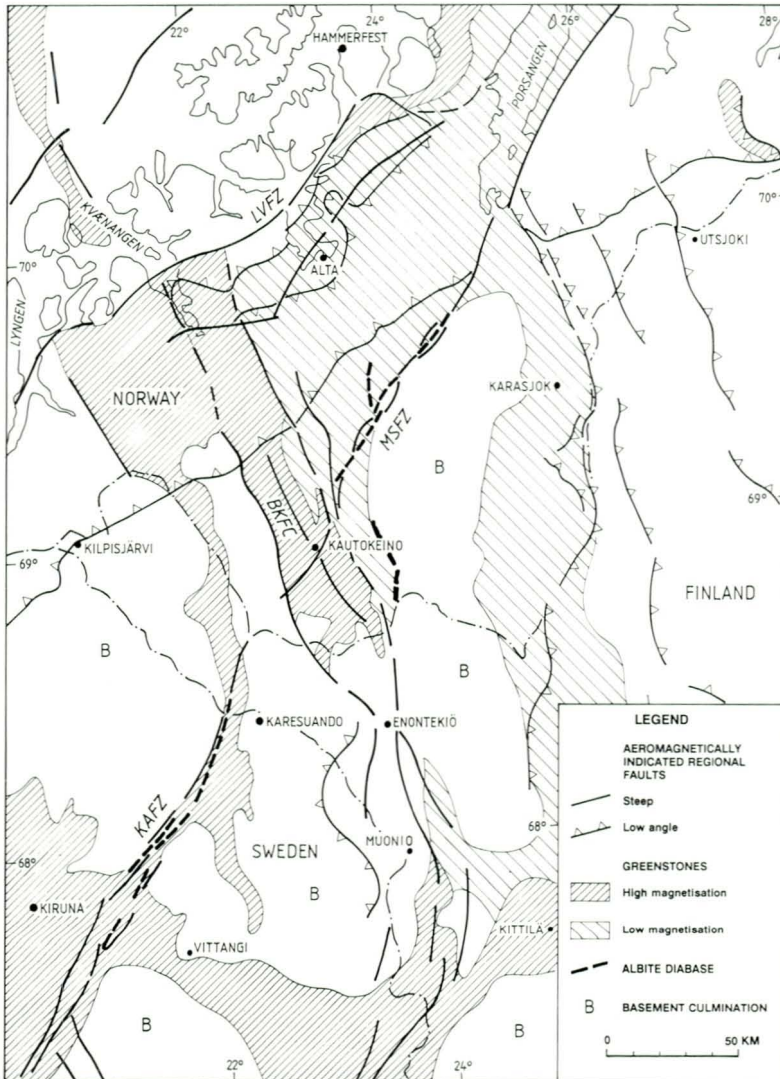 22°
24°
26°
28°
HAMMERFEST
PORSANGEN
LVFZ
KVÆNANGEN
70°
UTSJOKI
ALTA
70°
LYNGEN
NORWAY
KARASJOK
MSFZ
B
69°
BKFC
KAUTOKEINO
KILPISJÄRVI
69°
FINLAND
B
B
KARESUANDO
ENONTEKIÖ
KAFZ
68°
MUONIO
68°
SWEDEN
B
KIRUNA
KITTILÄ
VITTANGI
B
B
22°
24°
LEGEND
AEROMAGNETICALLY
INDICATED REGIONAL
FAULTS
Steep
Low angle
GREENSTONES
High magnetisation
Low magnetisation
ALBITE DIABASE
B BASEMENT CULMINATION
0 50 KM